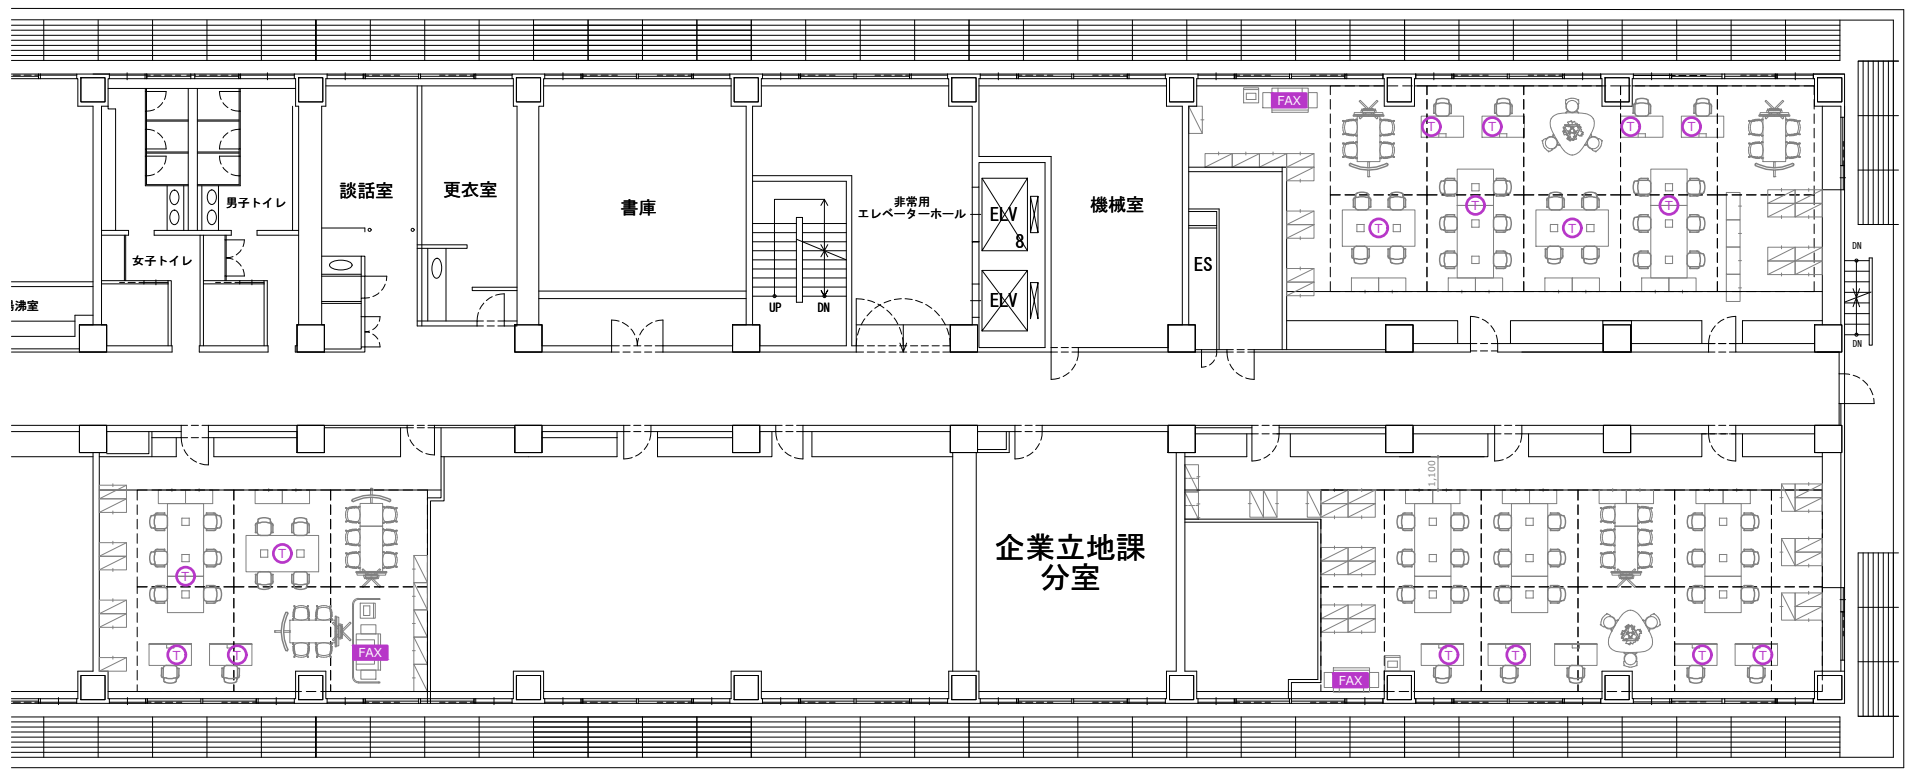 FAX
T
T
T
T
談話室
更衣室
書庫
非常用
エレベーターホール
機械室
男子トイレ
ELV
8
T
T
T
T
女子トイレ
ES
DN
沸室
ELV
UP
DN
DN
1,100
企業立地課
分室
T
T
T
T
FAX
T
T
T
T
FAX